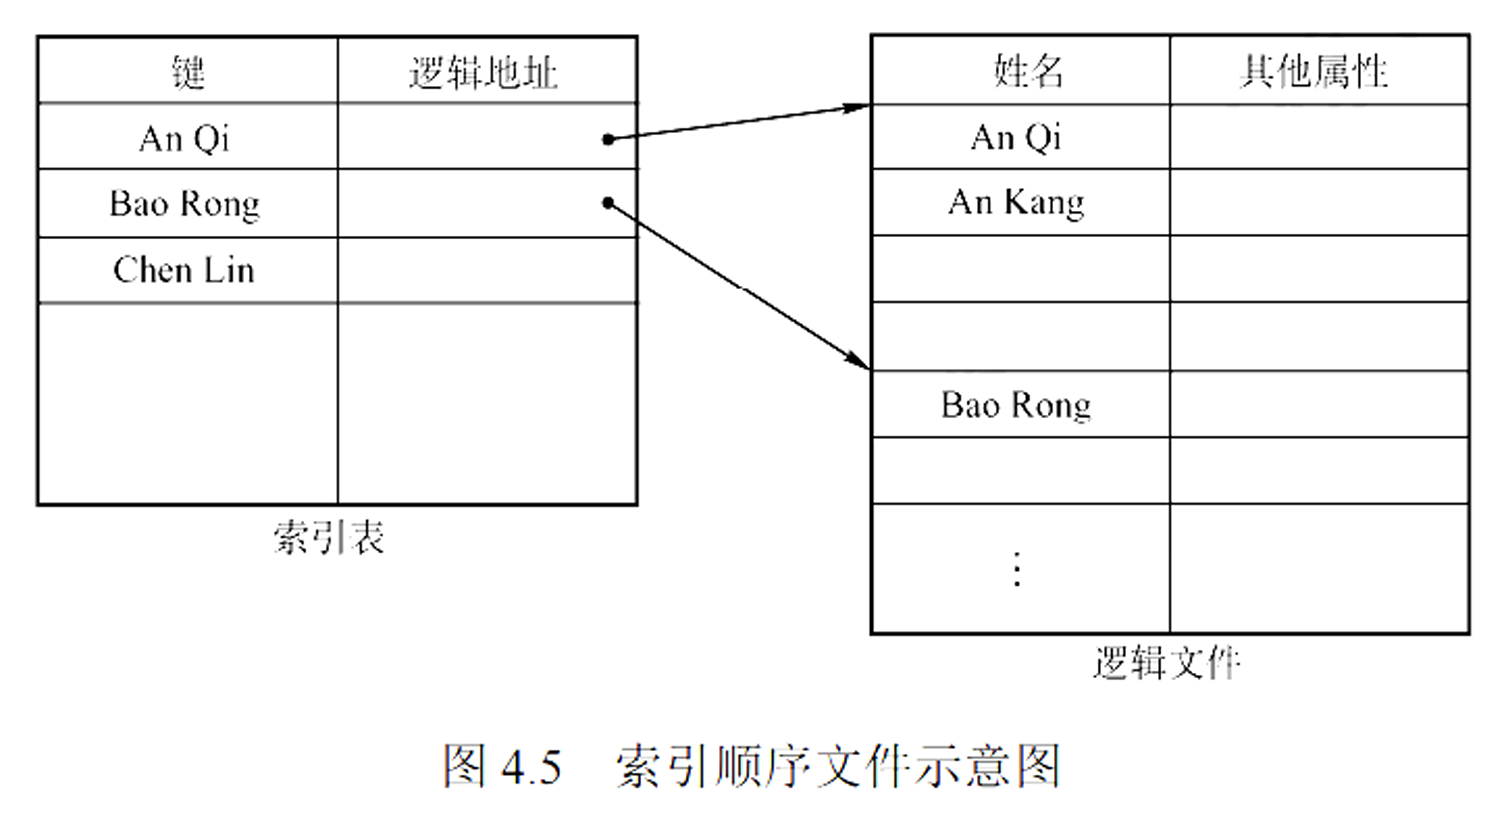 键 逻辑地址
An Qi
Bao Rong
Chen Lin
索引表
姓名 其他属性
An Qi
An Kang
Bao Rong
⋮
逻辑文件
图 4.5 索引顺序文件示意图